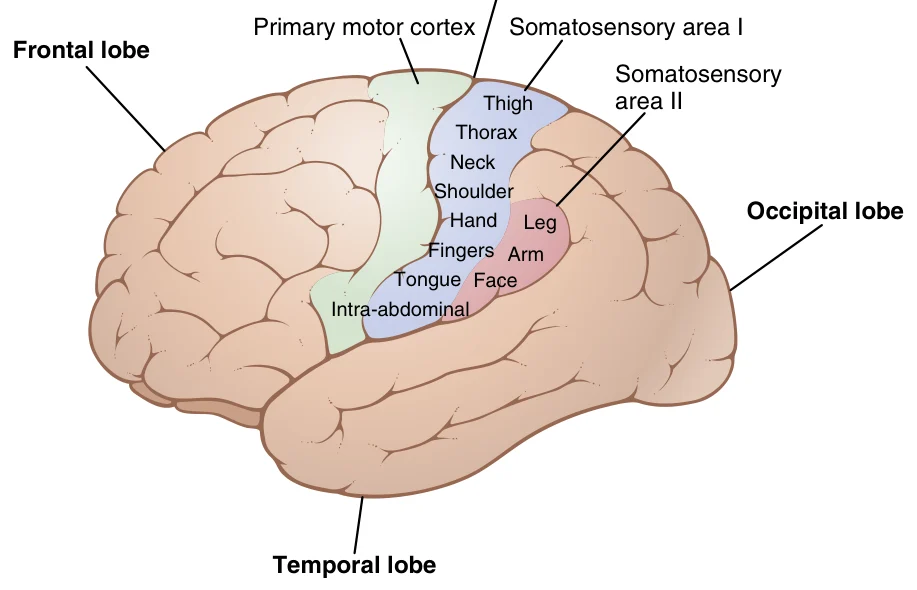 Primary motor cortex
Somatosensory area I
Frontal lobe
Somatosensory
area II
Thigh
Thorax
Neck
Shoulder
Hand
Fingers
Tongue
Intra-abdominal
Leg
Arm
Face
Occipital lobe
Temporal lobe